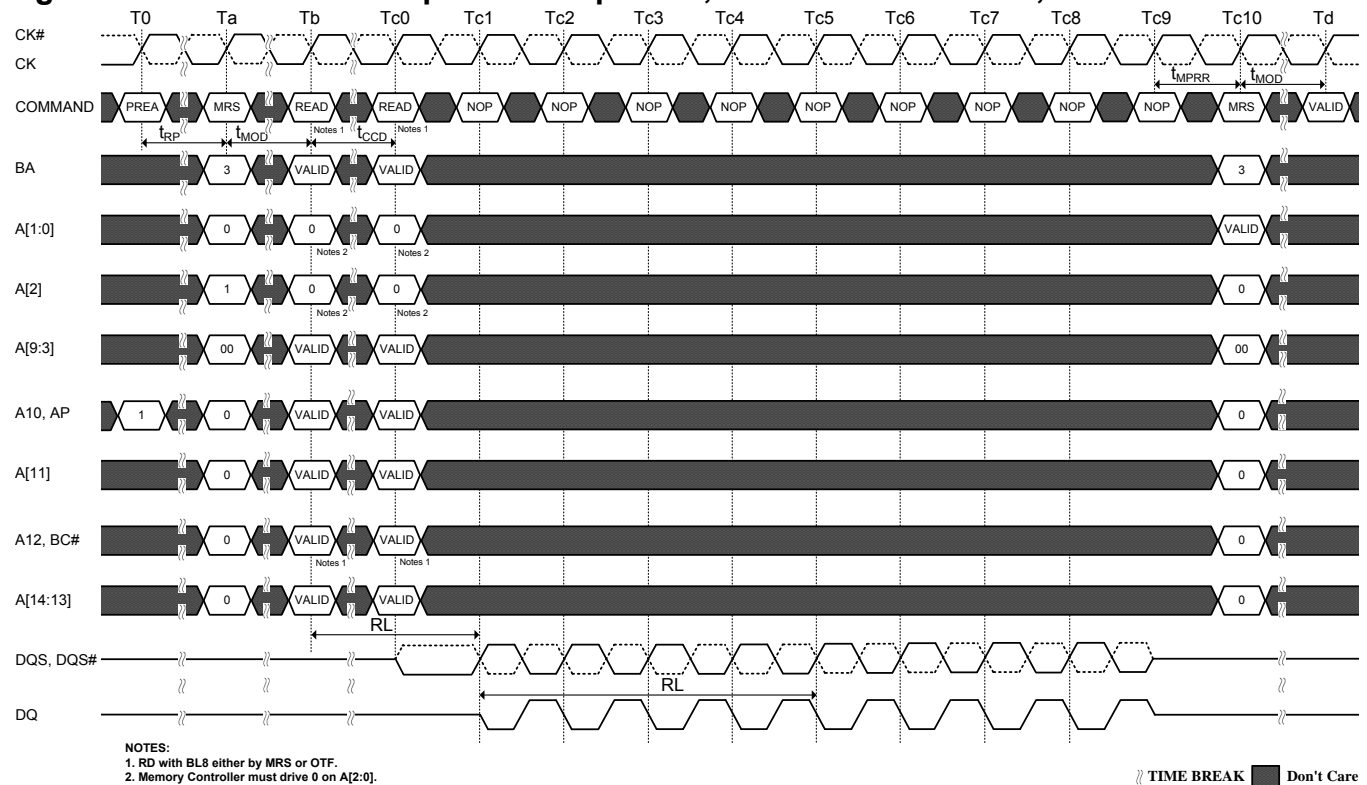 T0 Ta Tb Tc0 Tc1 Tc2 Tc3 Tc4 Tc5 Tc6 Tc7 Tc8 Tc9 Tc10 Td
CK#
CK
tMPRR tMOD
COMMAND PREA MRS READ READ NOP NOP NOP NOP NOP NOP NOP NOP NOP MRS VALID
Notes 1 Notes 1
tRP tMOD tCCD
BA 3 VALID VALID 3
A[1:0] 0 0 0 VALID
Notes 2 Notes 2
A[2] 1 0 0 0
Notes 2 Notes 2
A[9:3] 00 VALID VALID 00
A10, AP 1 0 VALID VALID 0
A[11] 0 VALID VALID 0
A12, BC# 0 VALID VALID 0
Notes 1 Notes 1
A[14:13] 0 VALID VALID 0
RL
DQS, DQS#
RL
DQ
NOTES:
1. RD with BL8 either by MRS or OTF.
2. Memory Controller must drive 0 on A[2:0].
TIME BREAK Don't Care